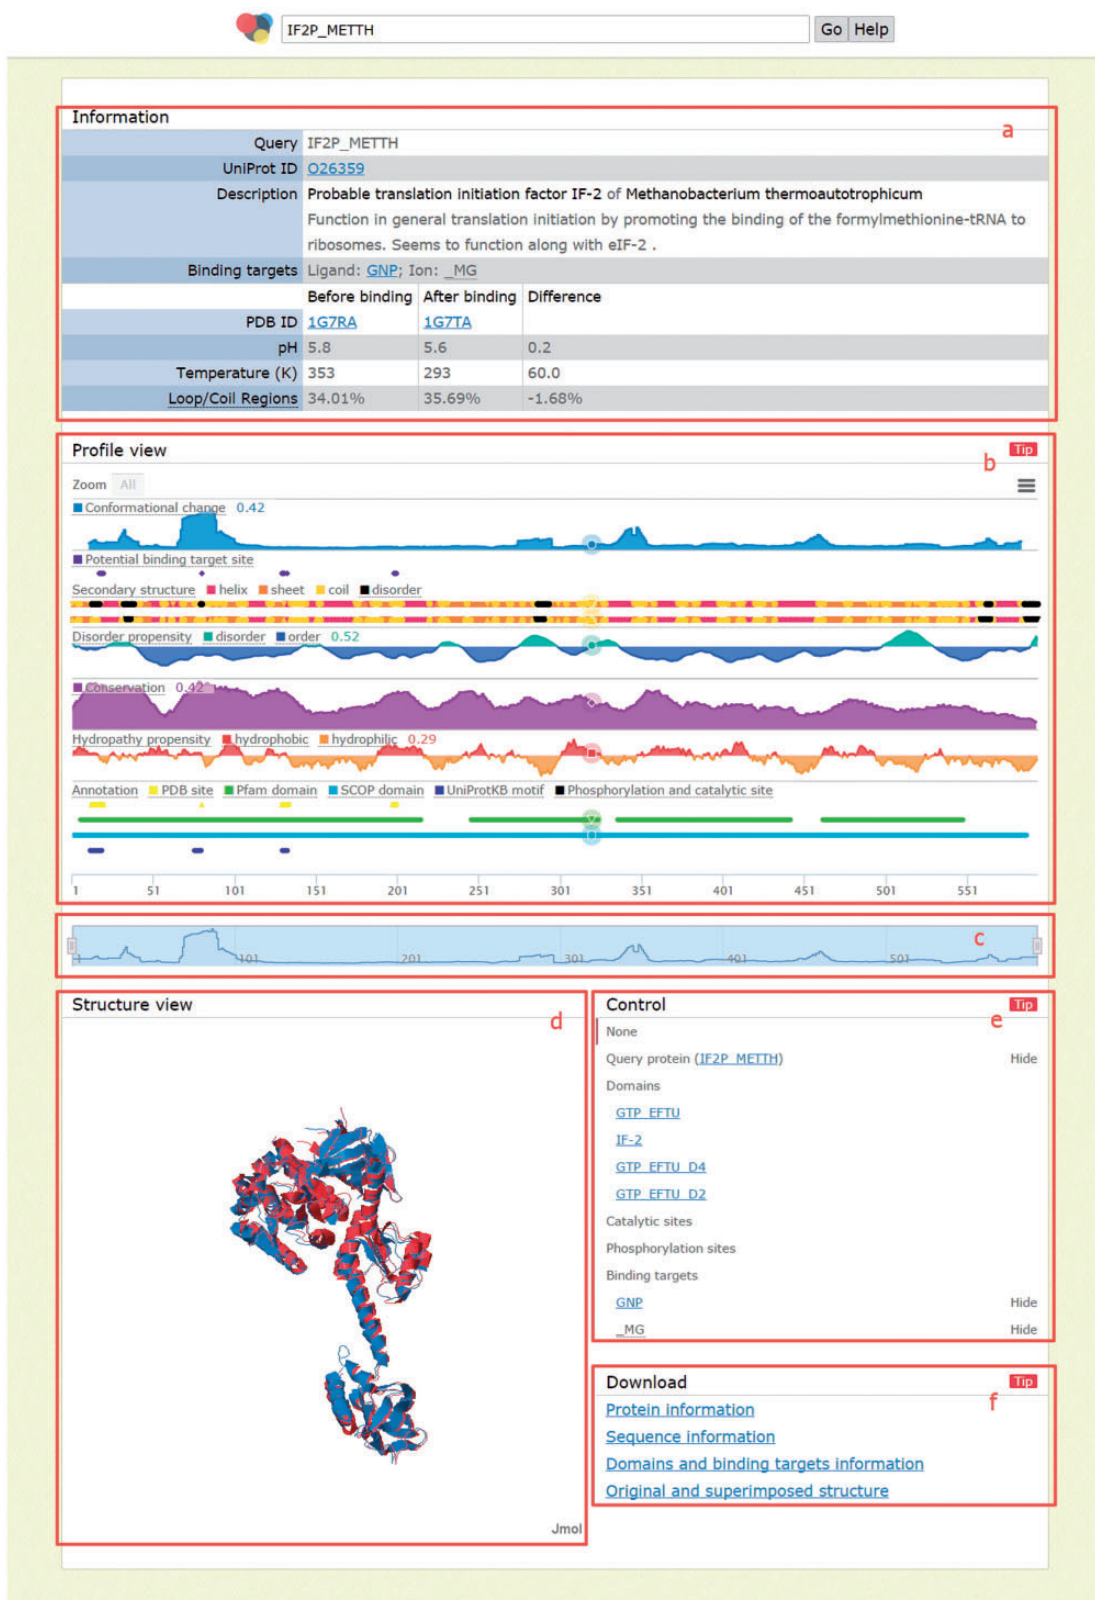 IF2P_METTH Go Help
Information
a
Query IF2P_METTH
UniProt ID O26359
Description Probable translation initiation factor IF-2 of Methanobacterium thermoautotrophicum
Function in general translation initiation by promoting the binding of the formylmethionine-tRNA to
ribosomes. Seems to function along with eIF-2 .
Binding targets Ligand: GNP; Ion: _MG
Before binding After binding Difference
PDB ID 1G7RA 1G7TA
pH 5.8 5.6 0.2
Temperature (K) 353 293 60.0
Loop/Coil Regions 34.01% 35.69% -1.68%
Profile view Tip
b
Zoom All
Conformational change 0.42
Potential binding target site
Secondary structure helix sheet coil disorder
Disorder propensity disorder order 0.52
Conservation 0.42
Hydropathy propensity hydrophobic hydrophilic 0.29
Annotation PDB site Pfam domain SCOP domain UniProtKB motif Phosphorylation and catalytic site
1 51 101 151 201 251 301 351 401 451 501 551
c
101 201 301 401 501
Structure view
d
Jmol
Control Tip
e
None
Query protein (IF2P_METTH) Hide
Domains
GTP_EFTU
IF-2
GTP_EFTU_D4
GTP_EFTU_D2
Catalytic sites
Phosphorylation sites
Binding targets
GNP Hide
_MG Hide
Download Tip
f
Protein information
Sequence information
Domains and binding targets information
Original and superimposed structure